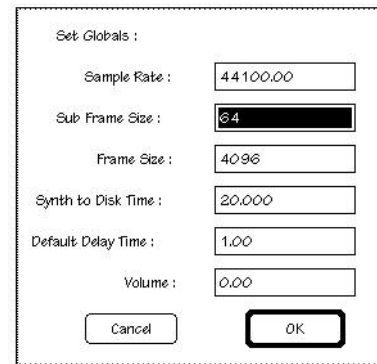 Set Globals :
Sample Rate : 44100.00
Sub Frame Size : 64
Frame Size : 4096
Synth to Disk Time : 20.000
Default Delay Time : 1.00
Volume : 0.00
Cancel OK